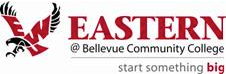 EASTERN
@ Bellevue Community College
start something big